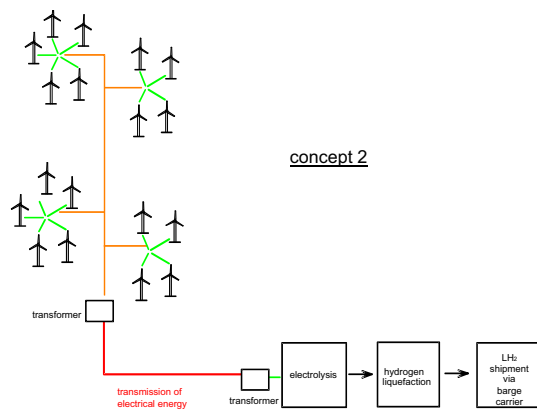 concept 2
transformer
transmission of
electrical energy
transformer
electrolysis
hydrogen
liquefaction
LH₂
shipment
via
barge
carrier